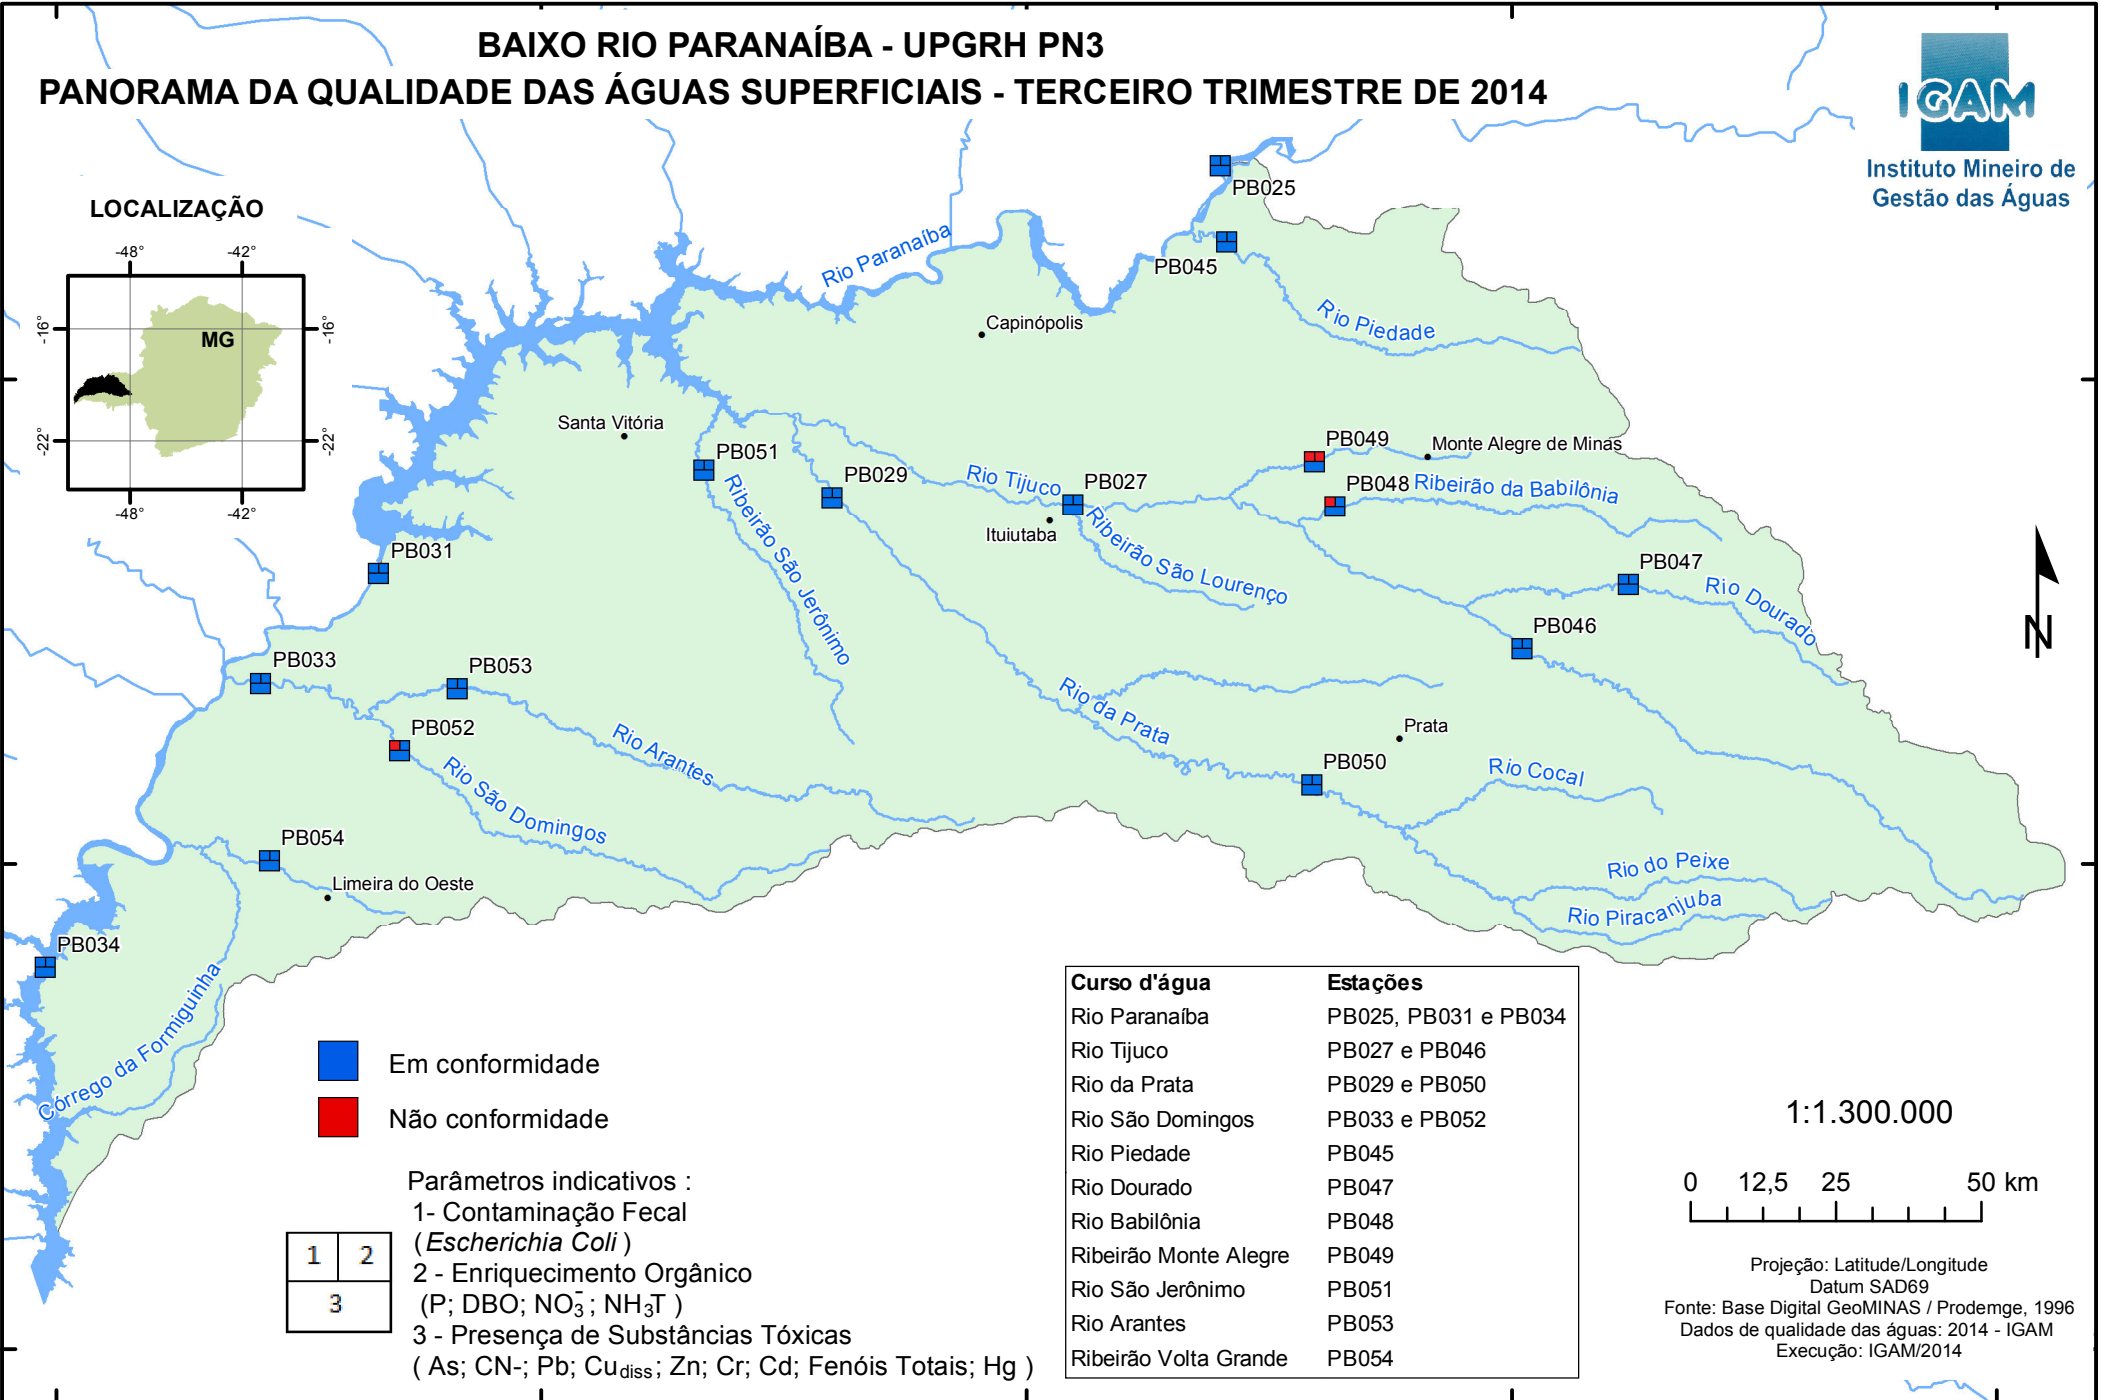 BAIXO RIO PARANAÍBA - UPGRH PN3
PANORAMA DA QUALIDADE DAS ÁGUAS SUPERFICIAIS - TERCEIRO TRIMESTRE DE 2014
IGAM
Instituto Mineiro de
Gestão das Águas
LOCALIZAÇÃO
-48° -42°
-16° -16°
MG
-22° -22°
-48° -42°
PB025
Rio Paranaíba
PB045
Rio Piedade
Capinópolis
Santa Vitória
PB051
PB029
Rio Tijuco
PB027
PB049
Monte Alegre de Minas
PB048
Ribeirão da Babilônia
Ituiutaba
Ribeirão São Jerônimo
Ribeirão São Lourenço
PB031
PB047
Rio Dourado
PB046
N
PB033
PB053
PB052
Rio Arantes
Rio da Prata
Prata
PB050
Rio Cocal
Rio São Domingos
PB054
Limeira do Oeste
Rio do Peixe
Rio Piracanjuba
PB034
Córrego da Formiguinha
Em conformidade
Não conformidade
Parâmetros indicativos :
1- Contaminação Fecal
(Escherichia Coli )
2 - Enriquecimento Orgânico
(P; DBO; NO₃⁻; NH₃T )
3 - Presença de Substâncias Tóxicas
( As; CN-; Pb; Cu diss; Zn; Cr; Cd; Fenóis Totais; Hg )
1 2
3
Curso d'água Estações
Rio Paranaíba PB025, PB031 e PB034
Rio Tijuco PB027 e PB046
Rio da Prata PB029 e PB050
Rio São Domingos PB033 e PB052
Rio Piedade PB045
Rio Dourado PB047
Rio Babilônia PB048
Ribeirão Monte Alegre PB049
Rio São Jerônimo PB051
Rio Arantes PB053
Ribeirão Volta Grande PB054
1:1.300.000
0 12,5 25 50 km
Projeção: Latitude/Longitude
Datum SAD69
Fonte: Base Digital GeoMINAS / Prodemge, 1996
Dados de qualidade das águas: 2014 - IGAM
Execução: IGAM/2014